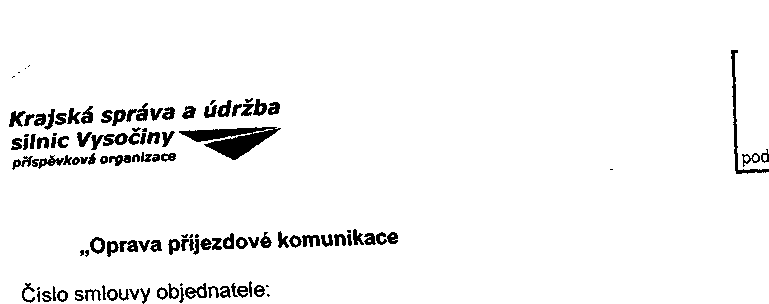 Krajská správa a údržba
silnic Vysočiny
příspěvková organizace
pod
„Oprava příjezdové komunikace
Číslo smlouvy objednatele: